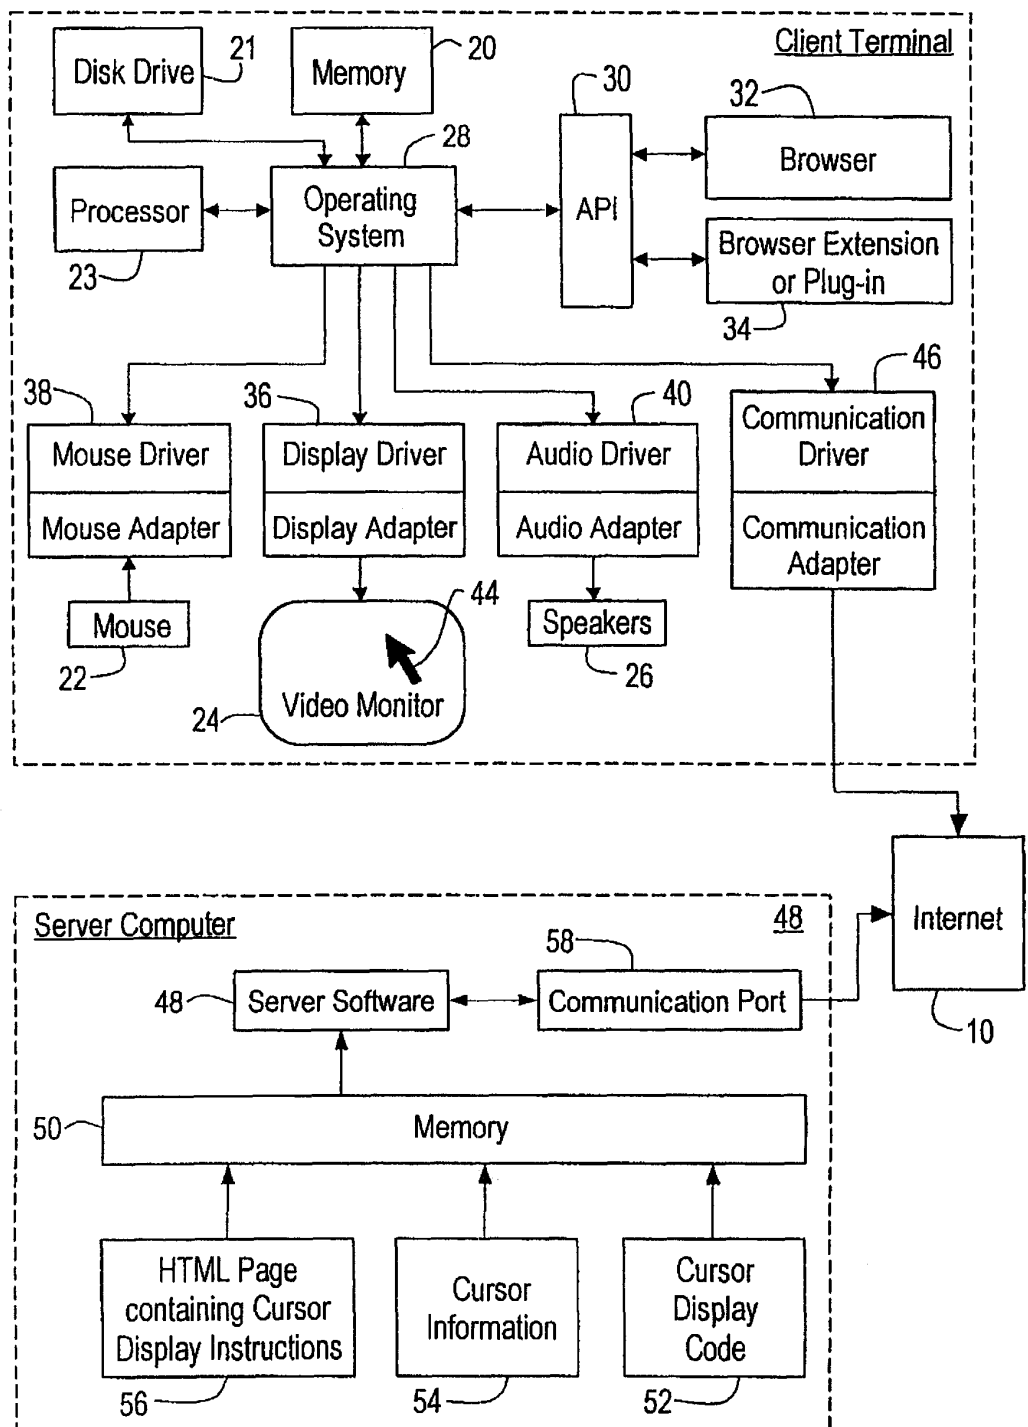 Client Terminal
Disk Drive
21
Memory
20
30
32
28
Processor
Operating
System
API
Browser
23
Browser Extension
or Plug-in
34
38
36
40
46
Mouse Driver
Display Driver
Audio Driver
Communication
Driver
Mouse Adapter
Display Adapter
Audio Adapter
Communication
Adapter
Mouse
22
44
Video Monitor
24
Speakers
26
Internet
10
Server Computer
48
58
48
Server Software
Communication Port
50
Memory
HTML Page
containing Cursor
Display Instructions
56
Cursor
Information
54
Cursor
Display
Code
52